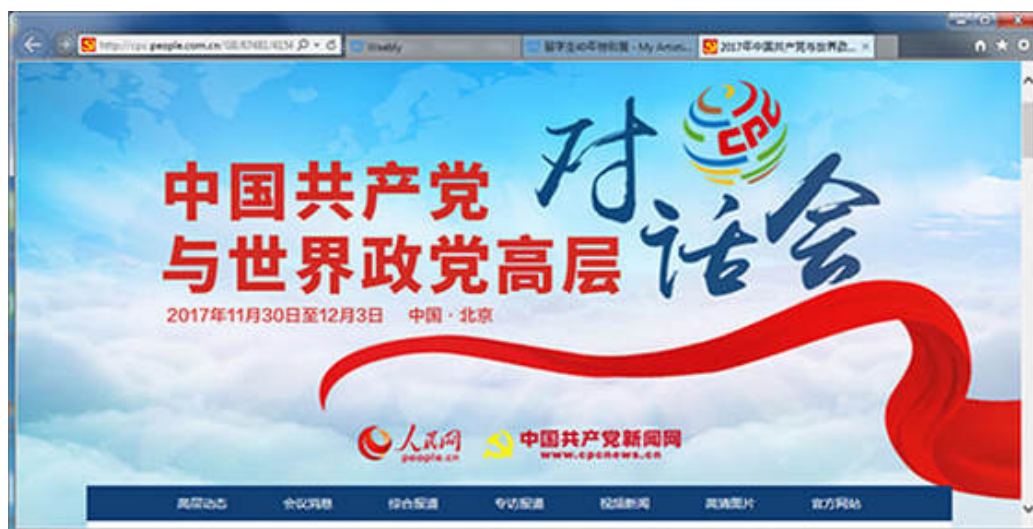 Weekly
2017年中国共产党与世界政...
对话会
CPC
中国共产党
与世界政党高层
2017年11月30日至12月3日 中国·北京
人民网
people.cn
中国共产党新闻网
www.cpcnews.cn
高层动态 会议消息 综合报道 专访报道 视频新闻 高清图片 官方网站